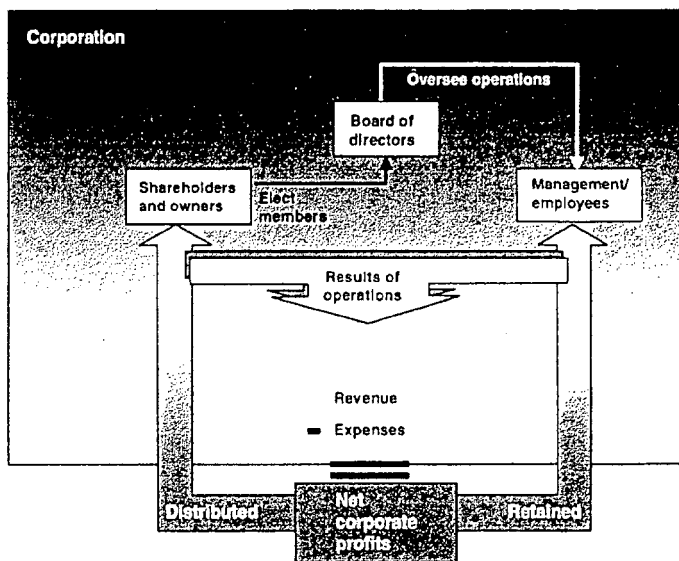 Corporation
Oversee operations
Board of
directors
Shareholders
and owners
Elect
members
Management/
employees
Results of
operations
Revenue
- Expenses
Distributed
Net
corporate
profits
Retained